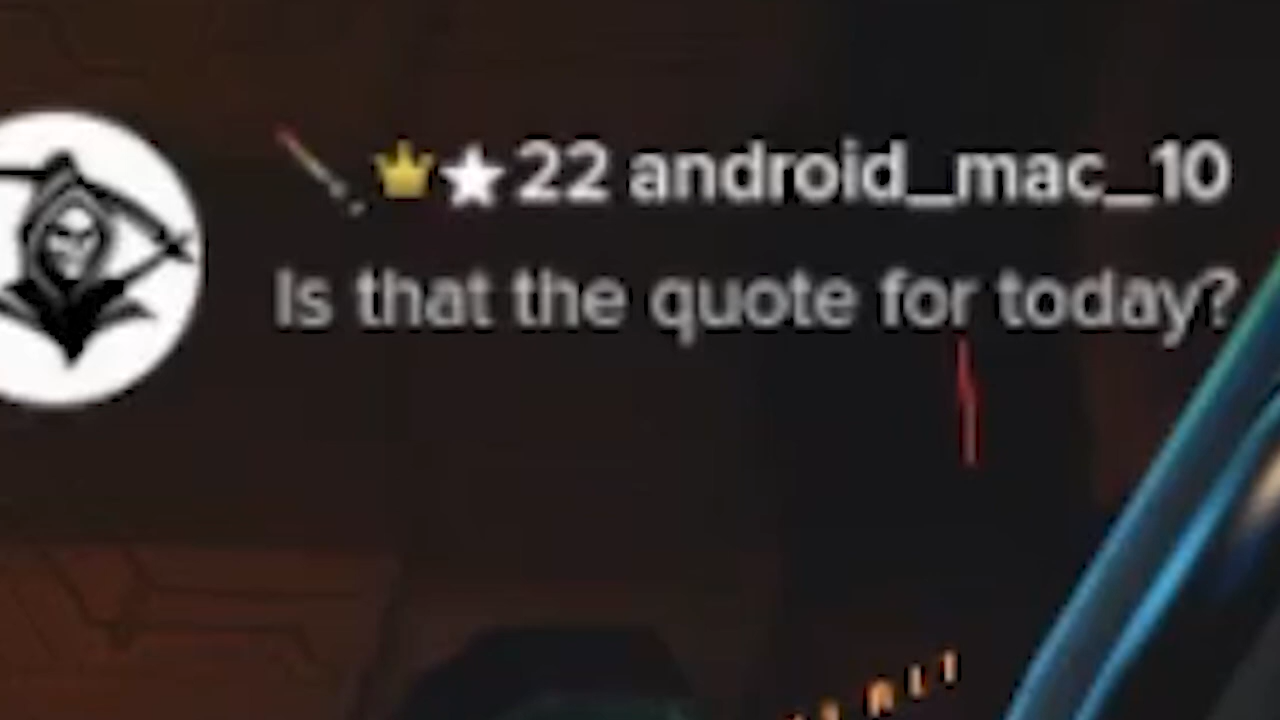 22 android_mac_10
Is that the quote for today?